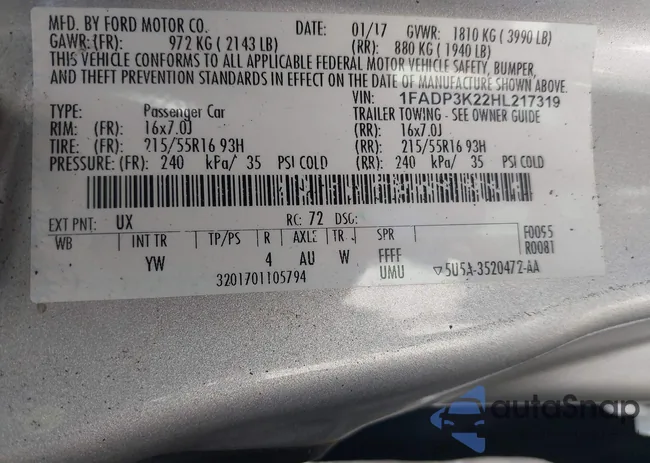 MFD. BY FORD MOTOR CO. DATE: 01/17 GVWR: 1810 KG ( 3990 LB)
GAWR:(FR): 972 KG ( 2143 LB) (RR): 880 KG ( 1940 LB)
THIS VEHICLE CONFORMS TO ALL APPLICABLE FEDERAL MOTOR VEHICLE SAFETY, BUMPER,
AND THEFT PREVENTION STANDARDS IN EFFECT ON THE DATE OF MANUFACTURE SHOWN ABOVE.
VIN: 1FADP3K22HL217319
TYPE: Passenger Car TRAILER TOWING - SEE OWNER GUIDE
RIM: (FR): 16x7.0J (RR): 16x7.0J
TIRE: (FR): 215/55R16 93H (RR): 215/55R16 93H
PRESSURE: (FR): 240 kPa/ 35 PSI COLD (RR): 240 kPa/ 35 PSI COLD
EXT PNT: UX RC: 72 DSO:
WB INT TR TP/PS R AXLE TR SPR F0055
R0081
YW 4 AU W FFFF
UMU
3201701105794 5U5A-3520472-AA
autoSnap